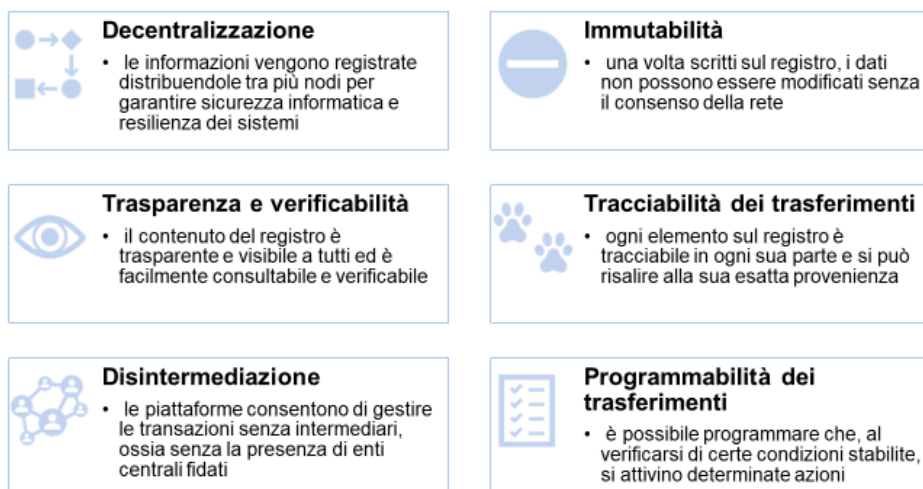 Decentralizzazione
• le informazioni vengono registrate
distribuendole tra più nodi per
garantire sicurezza informatica e
resilienza dei sistemi
Immutabilità
• una volta scritti sul registro, i dati
non possono essere modificati senza
il consenso della rete
Trasparenza e verificabilità
• il contenuto del registro è
trasparente e visibile a tutti ed è
facilmente consultabile e verificabile
Tracciabilità dei trasferimenti
• ogni elemento sul registro è
tracciabile in ogni sua parte e si può
risalire alla sua esatta provenienza
Disintermediazione
• le piattaforme consentono di gestire
le transazioni senza intermediari,
ossia senza la presenza di enti
centrali fidati
Programmabilità dei
trasferimenti
• è possibile programmare che, al
verificarsi di certe condizioni stabilite,
si attivino determinate azioni